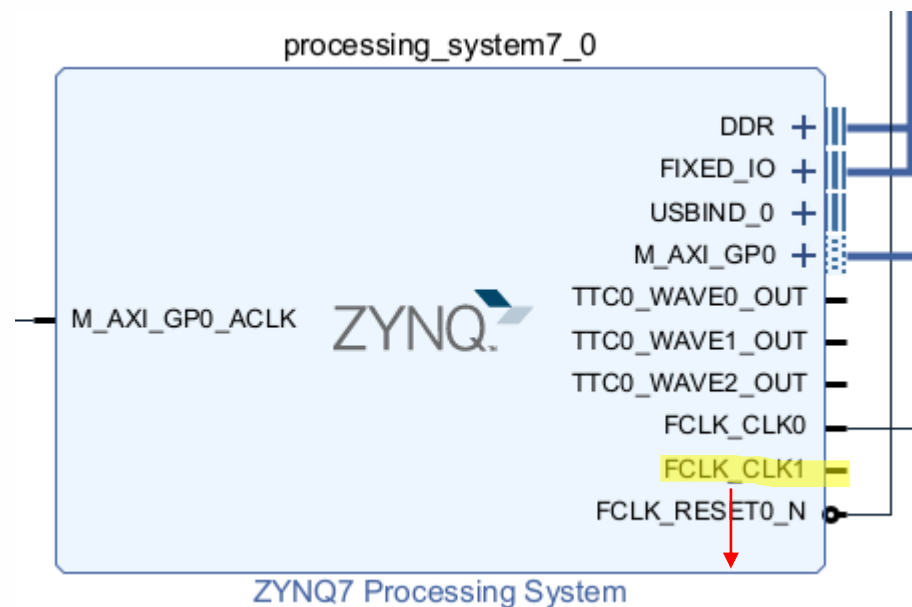 processing_system7_0
DDR
FIXED_IO
USBIND_0
M_AXI_GP0
TTC0_WAVE0_OUT
M_AXI_GP0_ACLK
ZYNQ
TTC0_WAVE1_OUT
TTC0_WAVE2_OUT
FCLK_CLK0
FCLK_CLK1
FCLK_RESET0_N
ZYNQ7 Processing System